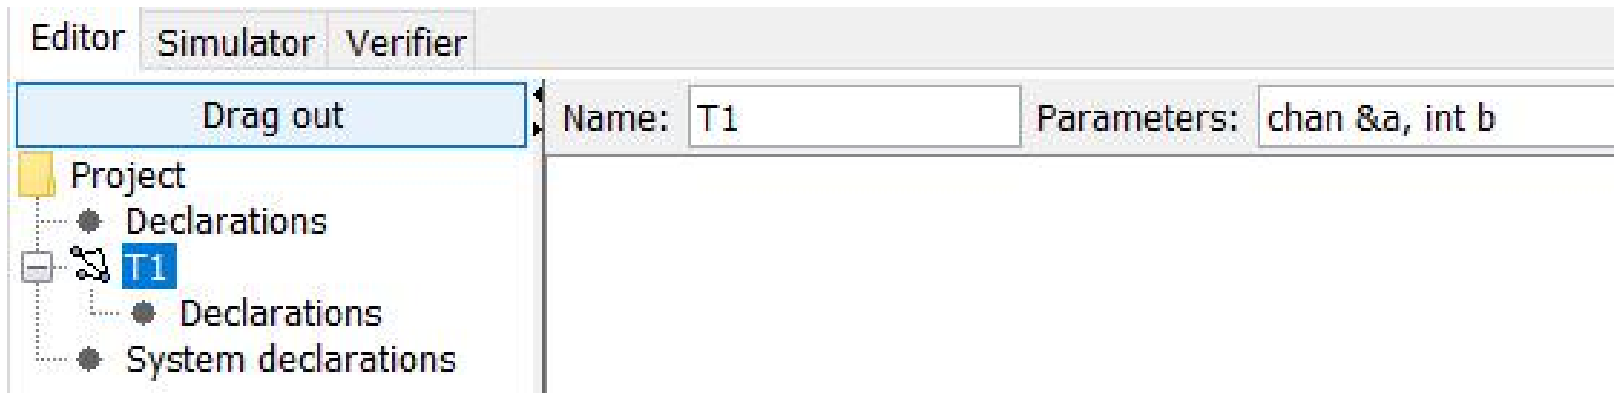 Editor Simulator Verifier
Drag out
Name: T1 Parameters: chan &a, int b
Project
Declarations
T1
Declarations
System declarations